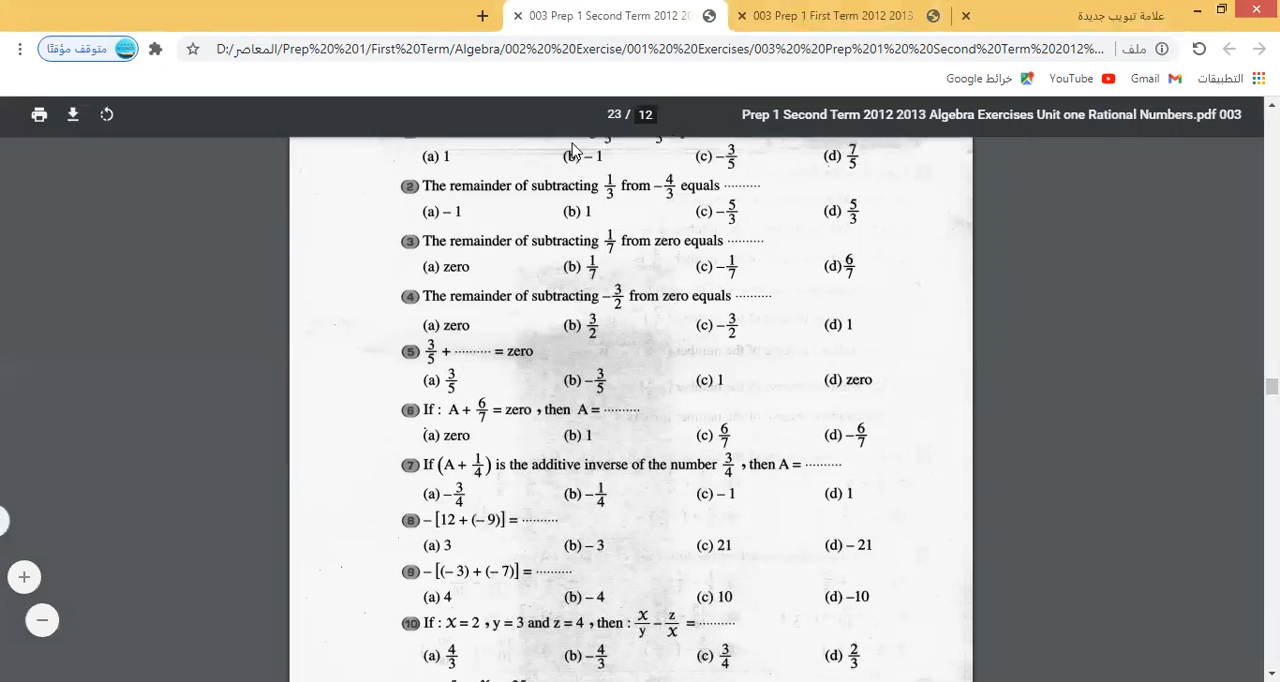 003 Prep 1 Second Term 2012 20
003 Prep 1 First Term 2012 2013
علامة تبويب جديدة
متوقف مؤقتًا
D:/المعاصر/Prep%20%201/First%20Term/Algebra/002%20%20Exercise/001%20%20Exercises/003%20%20Prep%201%20%20Second%20Term%202012%...
ملف
خرائط Google
YouTube
Gmail
التطبيقات
23 / 12
Prep 1 Second Term 2012 2013 Algebra Exercises Unit one Rational Numbers.pdf 003
(a) 1 (b) – 1 (c) – 3/5 (d) 7/5
2 The remainder of subtracting 1/3 from – 4/3 equals ··········
(a) – 1 (b) 1 (c) – 5/3 (d) 5/3
3 The remainder of subtracting 1/7 from zero equals ··········
(a) zero (b) 1/7 (c) – 1/7 (d) 6/7
4 The remainder of subtracting – 3/2 from zero equals ··········
(a) zero (b) 3/2 (c) – 3/2 (d) 1
5 3/5 + ·········· = zero
(a) 3/5 (b) – 3/5 (c) 1 (d) zero
6 If : A + 6/7 = zero , then A = ··········
(a) zero (b) 1 (c) 6/7 (d) – 6/7
7 If (A + 1/4) is the additive inverse of the number 3/4 , then A = ··········
(a) – 3/4 (b) – 1/4 (c) – 1 (d) 1
8 – [12 + (– 9)] = ··········
(a) 3 (b) – 3 (c) 21 (d) – 21
9 – [(– 3) + (– 7)] = ··········
(a) 4 (b) – 4 (c) 10 (d) –10
10 If : X = 2 , y = 3 and z = 4 , then : X/y – z/X = ··········
(a) 4/3 (b) – 4/3 (c) 3/4 (d) 2/3